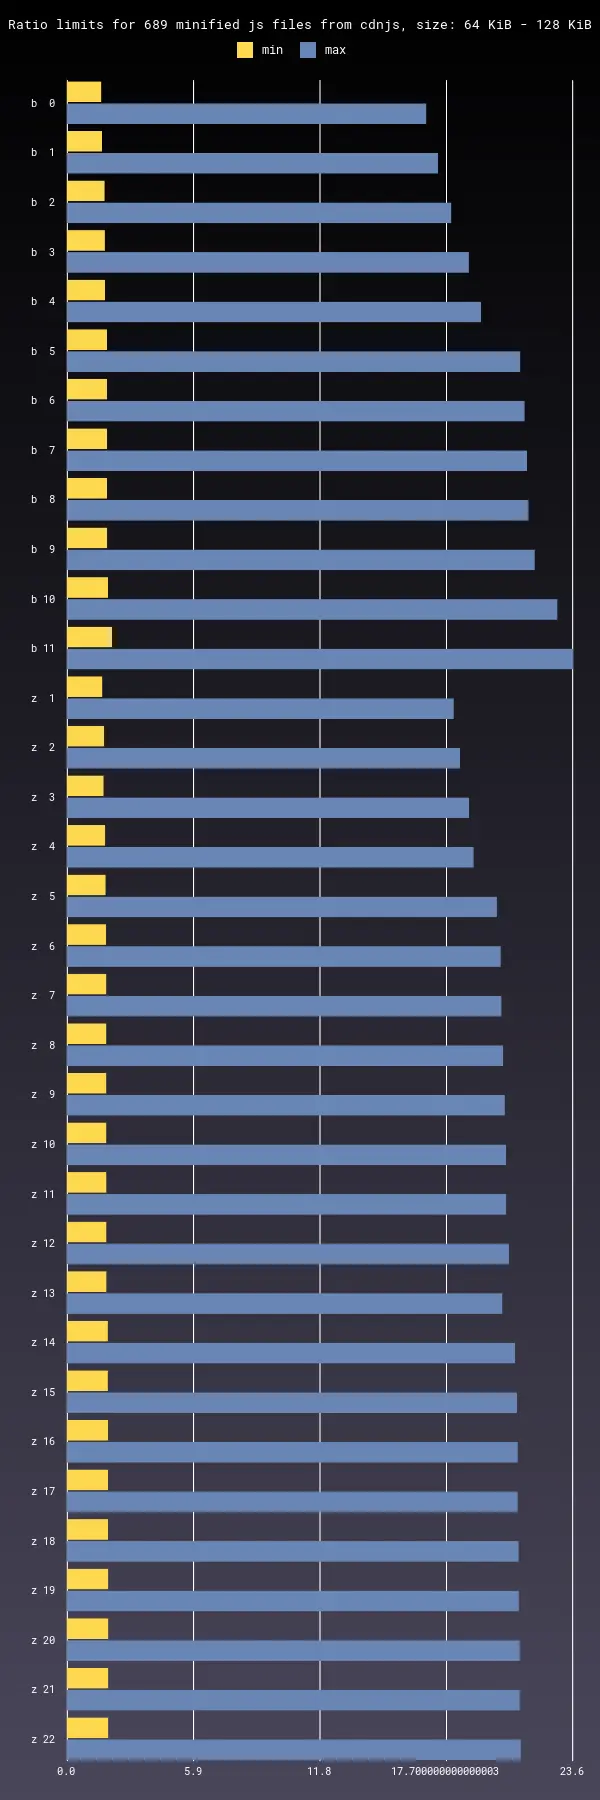 Ratio limits for 689 minified js files from cdnjs, size: 64 KiB - 128 KiB
min max
b 0
b 1
b 2
b 3
b 4
b 5
b 6
b 7
b 8
b 9
b 10
b 11
z 1
z 2
z 3
z 4
z 5
z 6
z 7
z 8
z 9
z 10
z 11
z 12
z 13
z 14
z 15
z 16
z 17
z 18
z 19
z 20
z 21
z 22
0.0 5.9 11.8 17.700000000000003 23.6